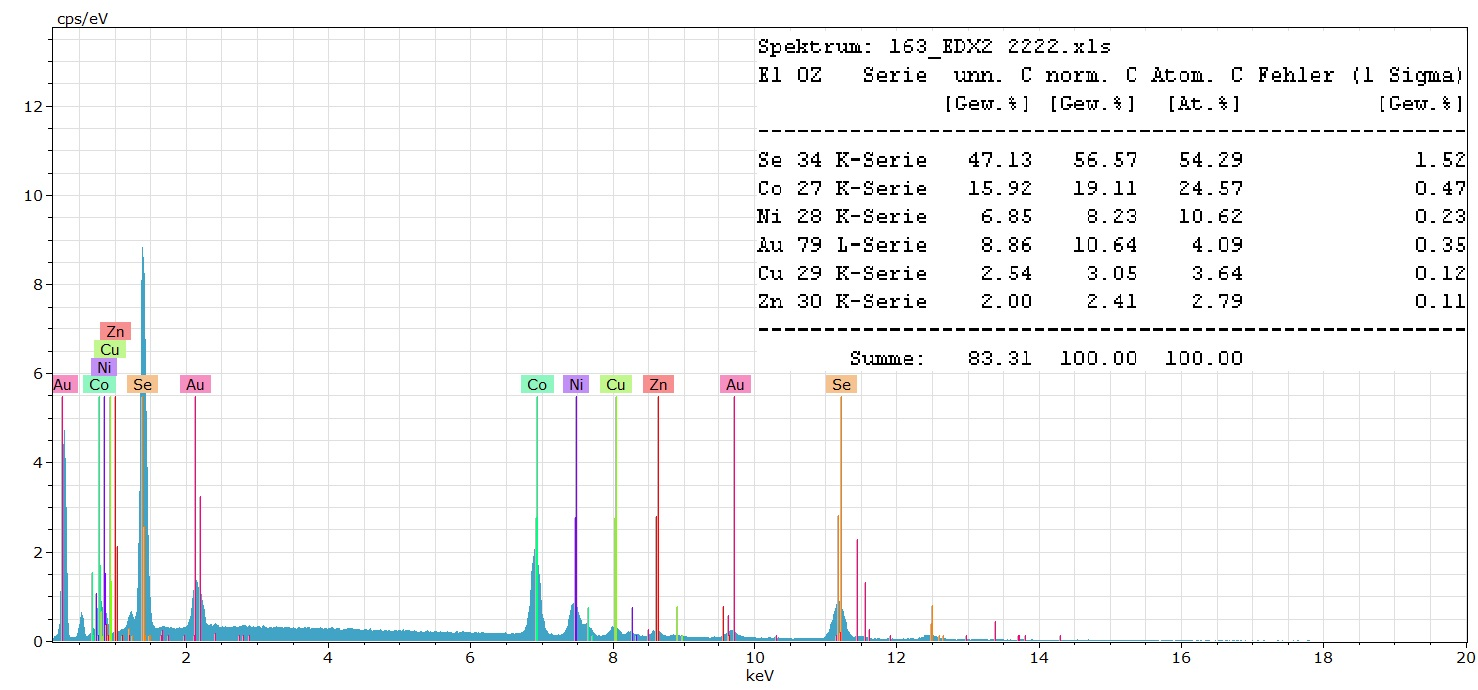 cps/eV
Spektrum: 163_EDX2 2222.xls
El OZ Serie unn. C norm. C Atom. C Fehler (1 Sigma)
[Gew.%] [Gew.%] [At.%] [Gew.%]
Se 34 K-Serie 47.13 56.57 54.29 1.52
Co 27 K-Serie 15.92 19.11 24.57 0.47
Ni 28 K-Serie 6.85 8.23 10.62 0.23
Au 79 L-Serie 8.86 10.64 4.09 0.35
Cu 29 K-Serie 2.54 3.05 3.64 0.12
Zn 30 K-Serie 2.00 2.41 2.79 0.11
Summe: 83.31 100.00 100.00
12
10
8
6
4
2
0
Zn
Cu
Ni
Au Co Se Au Co Ni Cu Zn Au Se
2 4 6 8 10 12 14 16 18 20
keV